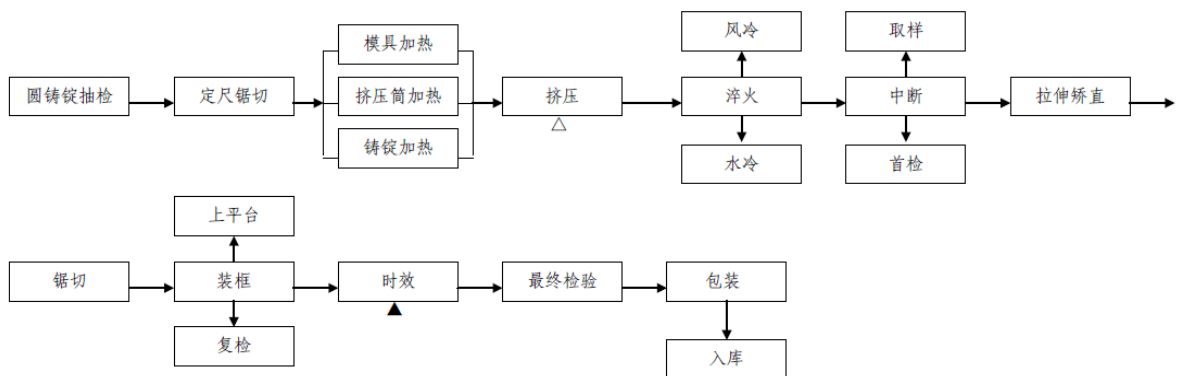 模具加热
风冷
取样
圆铸锭抽检
定尺锯切
挤压筒加热
挤压
淬火
中断
拉伸矫直
铸锭加热
水冷
首检
上平台
锯切
装框
时效
最终检验
包装
复检
入库